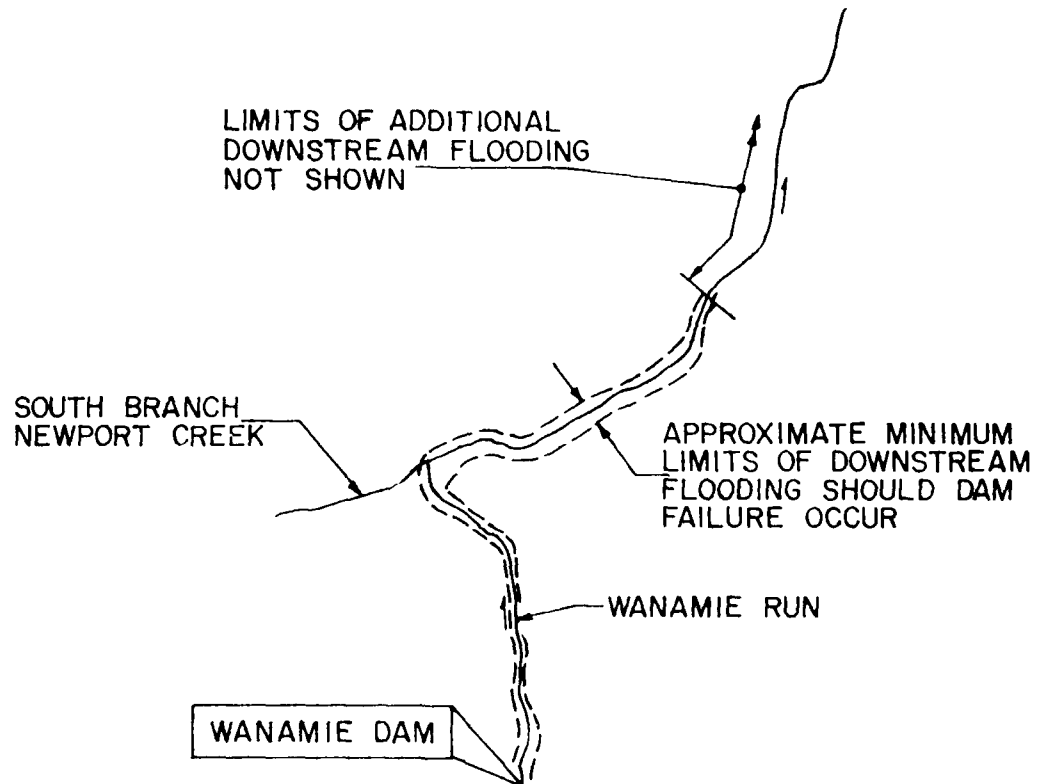 LIMITS OF ADDITIONAL
DOWNSTREAM FLOODING
NOT SHOWN
SOUTH BRANCH
NEWPORT CREEK
APPROXIMATE MINIMUM
LIMITS OF DOWNSTREAM
FLOODING SHOULD DAM
FAILURE OCCUR
WANAMIE RUN
WANAMIE DAM